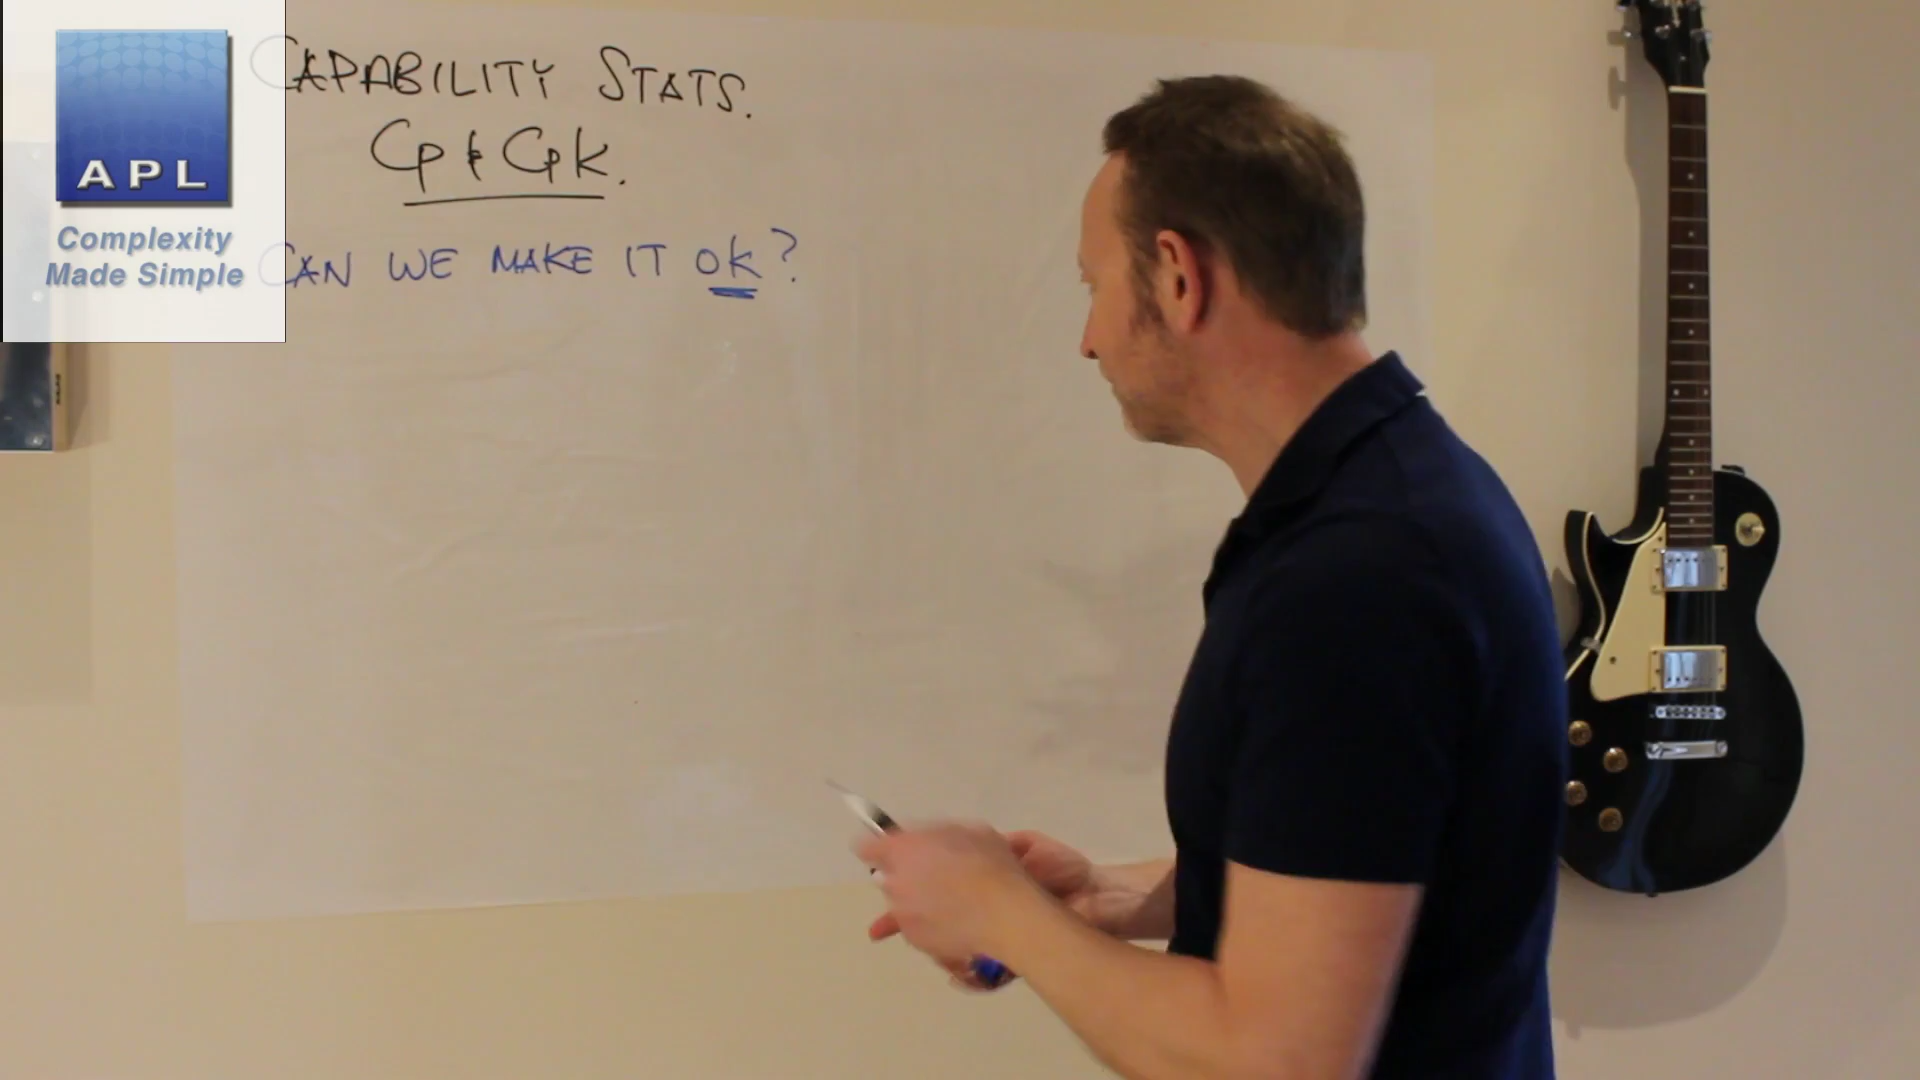 APL
Complexity
Made Simple
CAPABILITY STATS.
Cp & Cpk.
CAN WE MAKE IT OK?